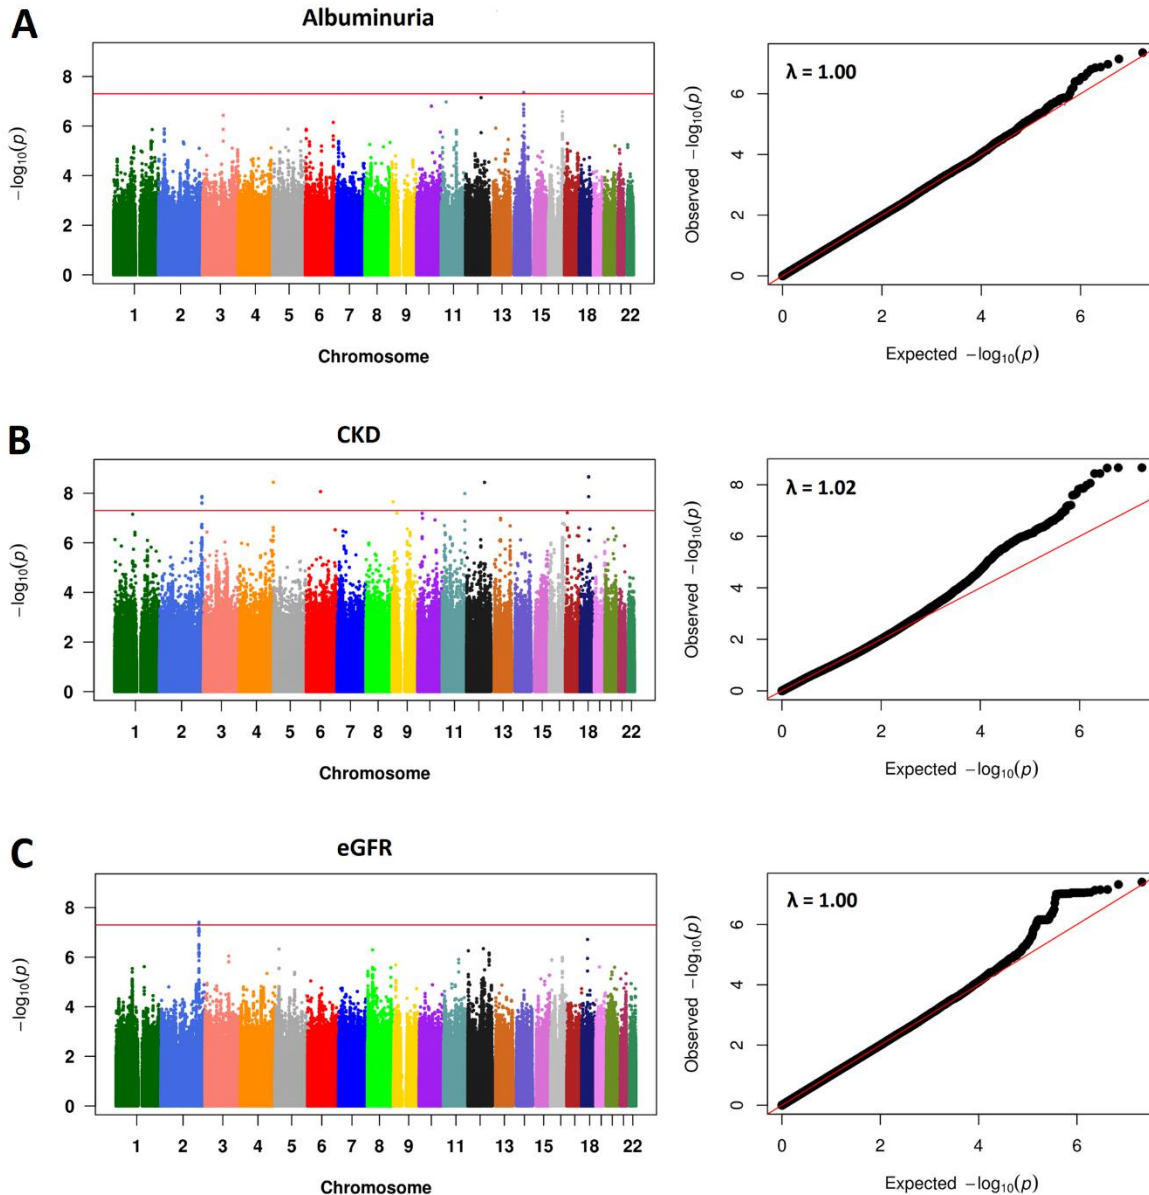 A
Albuminuria
8
6
4
2
0
−log10(p)
1 2 3 4 5 6 7 8 9 11 13 15 18 22
Chromosome
λ = 1.00
6
4
2
0
Observed −log10(p)
0 2 4 6
Expected −log10(p)
B
CKD
8
6
4
2
0
−log10(p)
1 2 3 4 5 6 7 8 9 11 13 15 18 22
Chromosome
λ = 1.02
8
6
4
2
0
Observed −log10(p)
0 2 4 6
Expected −log10(p)
C
eGFR
8
6
4
2
0
−log10(p)
1 2 3 4 5 6 7 8 9 11 13 15 18 22
Chromosome
λ = 1.00
6
4
2
0
Observed −log10(p)
0 2 4 6
Expected −log10(p)